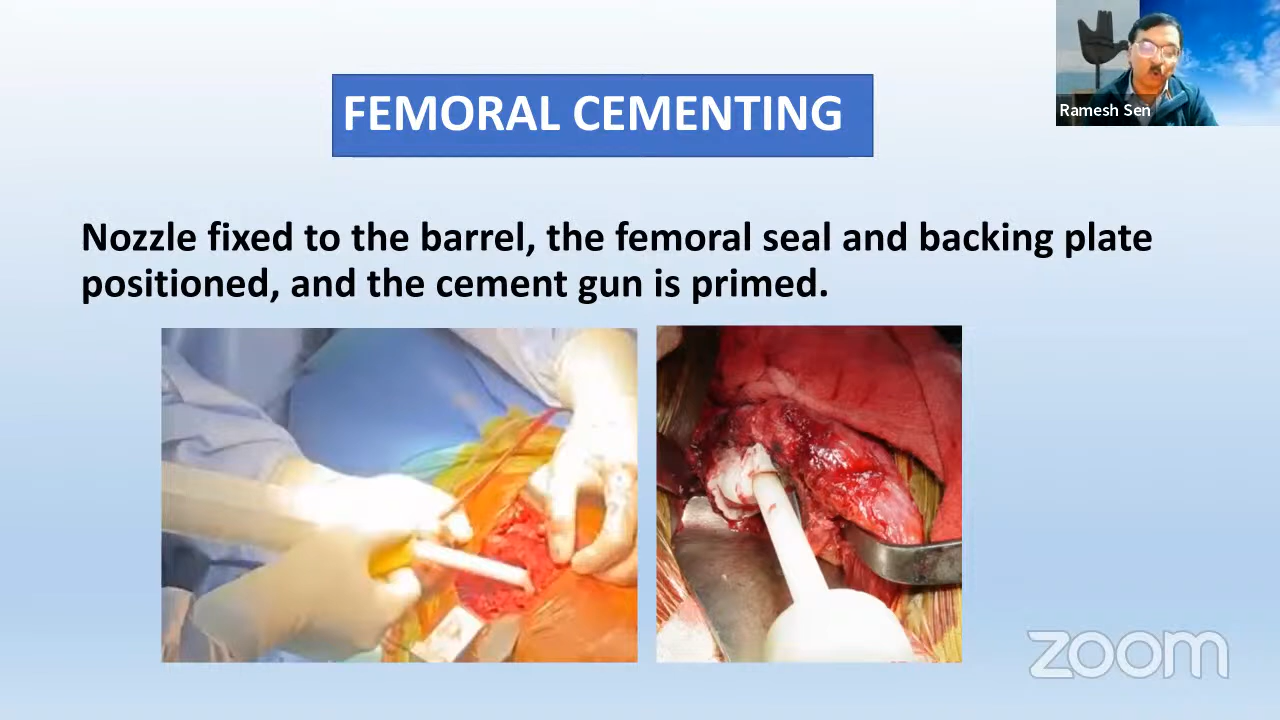 FEMORAL CEMENTING
Ramesh Sen
Nozzle fixed to the barrel, the femoral seal and backing plate
positioned, and the cement gun is primed.
zoom